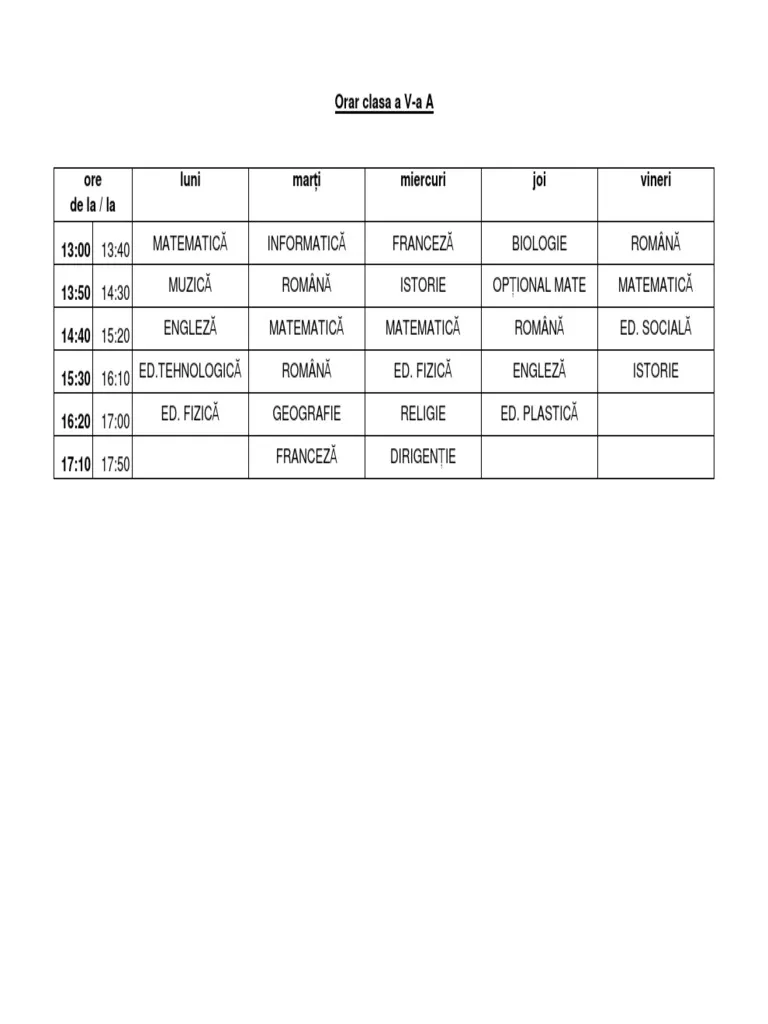 Orar clasa a V-a A
ore luni marți miercuri joi vineri
de la / la
13:00 13:40 MATEMATICĂ INFORMATICĂ FRANCEZĂ BIOLOGIE ROMÂNĂ
13:50 14:30 MUZICĂ ROMÂNĂ ISTORIE OPȚIONAL MATE MATEMATICĂ
14:40 15:20 ENGLEZĂ MATEMATICĂ MATEMATICĂ ROMÂNĂ ED. SOCIALĂ
15:30 16:10 ED.TEHNOLOGICĂ ROMÂNĂ ED. FIZICĂ ENGLEZĂ ISTORIE
16:20 17:00 ED. FIZICĂ GEOGRAFIE RELIGIE ED. PLASTICĂ
17:10 17:50 FRANCEZĂ DIRIGENȚIE